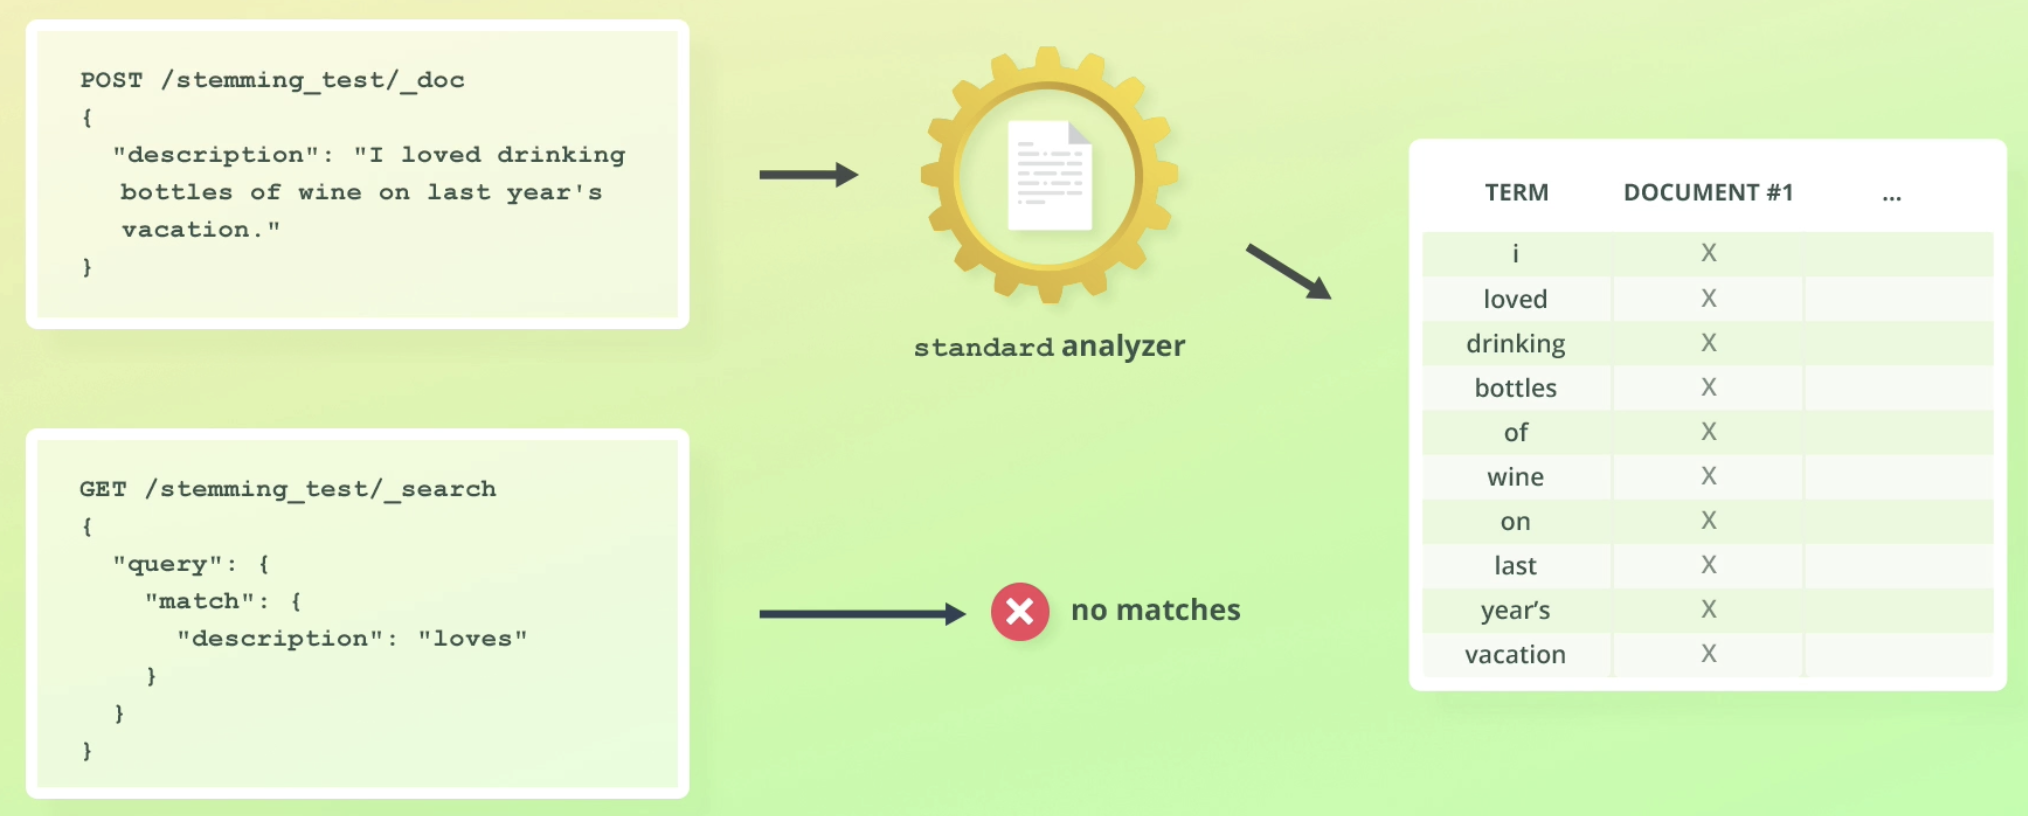 POST /stemming_test/_doc
{
"description": "I loved drinking
bottles of wine on last year's
vacation."
}
standard analyzer
GET /stemming_test/_search
{
"query": {
"match": {
"description": "loves"
}
}
}
no matches
TERM DOCUMENT #1 ...
i X
loved X
drinking X
bottles X
of X
wine X
on X
last X
year’s X
vacation X